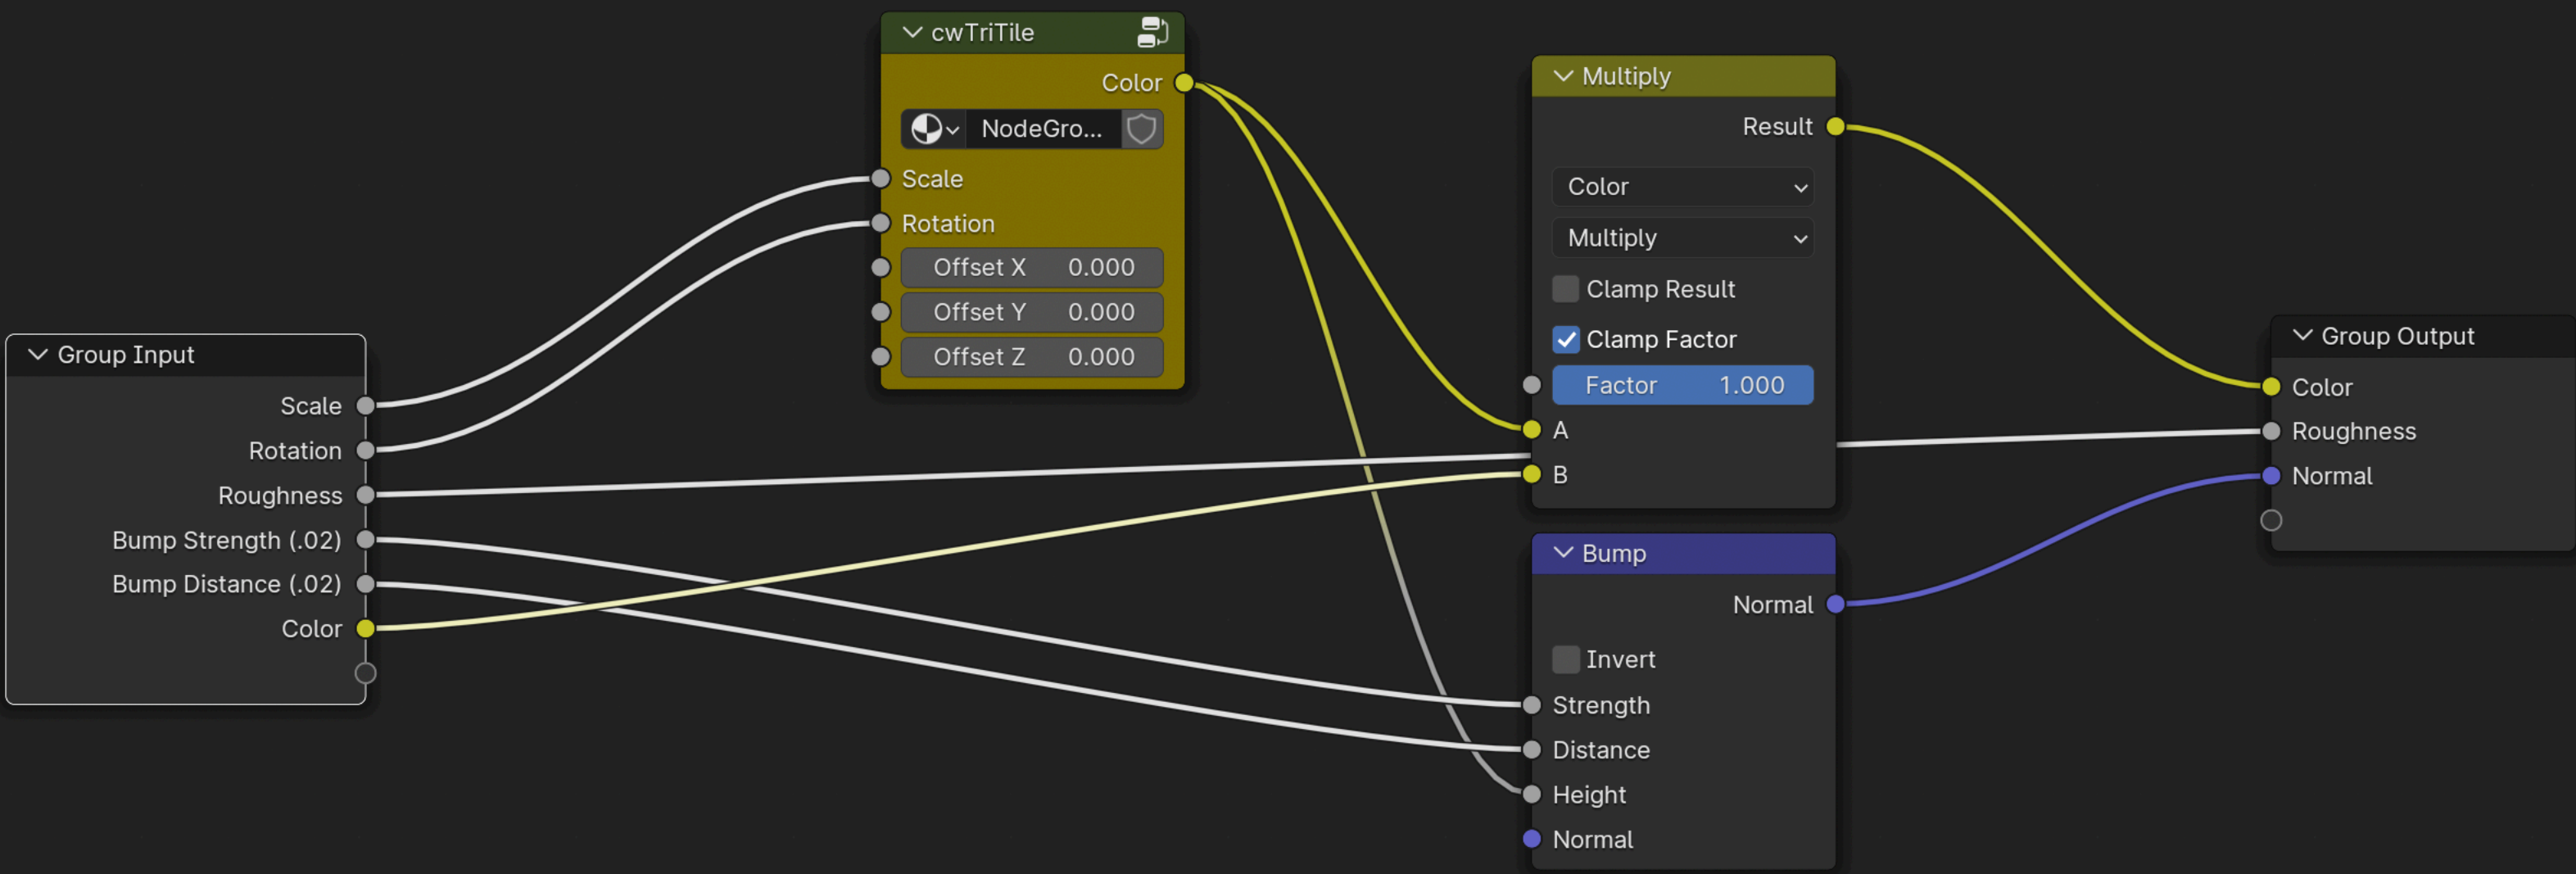 cwTriTile
Color
NodeGro...
Scale
Rotation
Offset X 0.000
Offset Y 0.000
Offset Z 0.000
Group Input
Scale
Rotation
Roughness
Bump Strength (.02)
Bump Distance (.02)
Color
Multiply
Result
Color
Multiply
Clamp Result
Clamp Factor
Factor 1.000
A
B
Bump
Normal
Invert
Strength
Distance
Height
Normal
Group Output
Color
Roughness
Normal